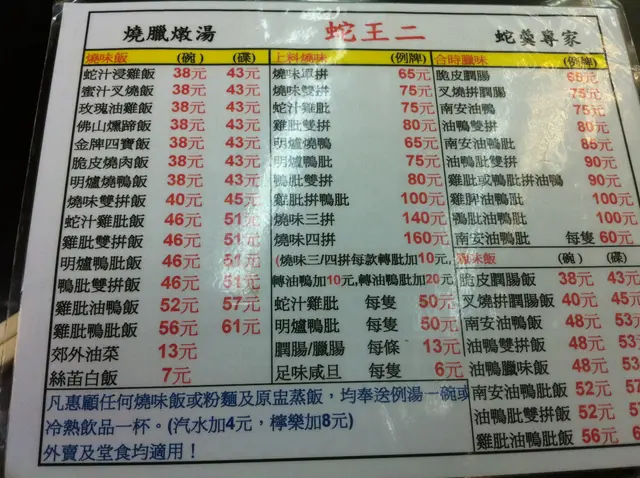 燒臘燉湯 蛇王二 蛇羹專家
燒味飯 (碗) (碟)
蛇汁浸雞飯 38元 43元
蜜汁叉燒飯 38元 43元
玫瑰油雞飯 38元 43元
佛山燻蹄飯 38元 43元
金牌四寶飯 38元 43元
脆皮燒肉飯 38元 43元
明爐燒鴨飯 38元 43元
燒味雙拼飯 40元 45元
蛇汁雞肶飯 46元 51元
雞肶雙拼飯 46元 51元
明爐鴨肶飯 46元 51元
鴨肶雙拼飯 46元 51元
雞肶油鴨飯 52元 57元
雞肶鴨肶飯 56元 61元
郊外油菜 13元
絲苗白飯 7元
上料燒味 (例牌)
燒味單拼 65元
燒味雙拼 75元
蛇汁雞肶 75元
雞肶雙拼 80元
明爐燒鴨 65元
明爐鴨肶 75元
鴨肶雙拼 80元
雞肶拼鴨肶 100元
燒味三拼 140元
燒味四拼 160元
(燒味三/四拼每款轉肶加10元,
轉油鴨加10元,轉油鴨肶加20元)
蛇汁雞肶 每隻 50元
明爐鴨肶 每隻 50元
膶腸/臘腸 每條 13元
足味咸旦 每隻 6元
合時臘味 (例牌)
脆皮膶腸 68元
叉燒拼膶腸 75元
南安油鴨 75元
油鴨雙拼 80元
南安油鴨肶 85元
油鴨肶雙拼 90元
雞肶或鴨肶拼油鴨 90元
雞肶油鴨肶 100元
鴨肶油鴨肶 100元
南安油鴨肶 每隻 60元
臘味飯 (碗) (碟)
脆皮膶腸飯 38元 43元
叉燒拼膶腸飯 40元 45元
南安油鴨飯 48元 53元
油鴨雙拼飯 48元 53
油鴨臘味飯 48元 53
南安油鴨肶飯 52元 57
油鴨肶雙拼飯 52元 57
雞肶油鴨肶飯 56元 6
凡惠顧任何燒味飯或粉麵及原盅蒸飯，均奉送例湯一碗或
冷熱飲品一杯。(汽水加4元，檸樂加8元)
外賣及堂食均適用！